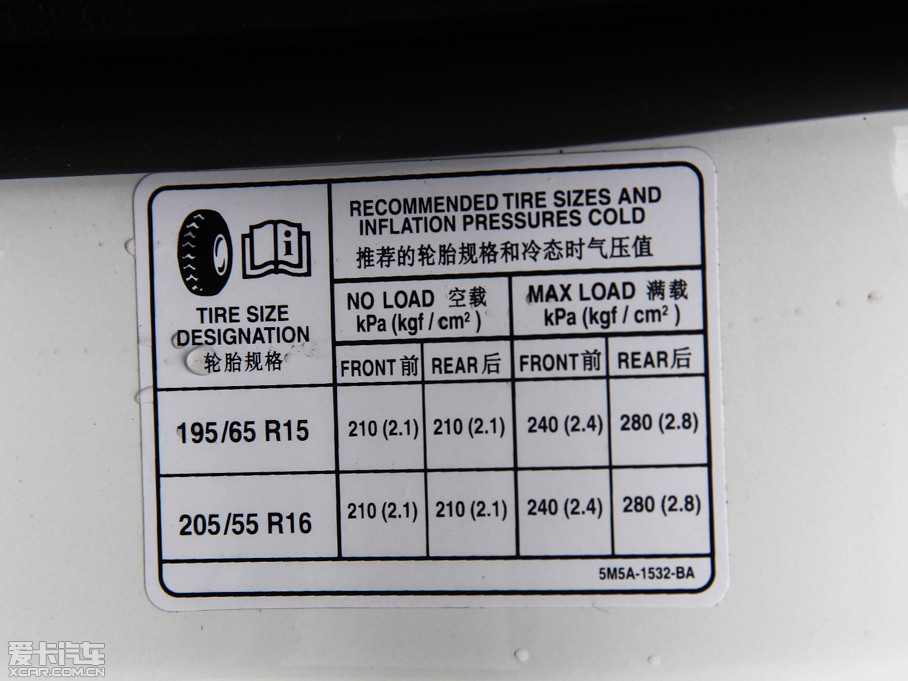 RECOMMENDED TIRE SIZES AND
INFLATION PRESSURES COLD
推荐的轮胎规格和冷态时气压值
TIRE SIZE
DESIGNATION
轮胎规格
NO LOAD 空载
kPa (kgf / cm²)
MAX LOAD 满载
kPa (kgf / cm²)
FRONT前 REAR后 FRONT前 REAR后
195/65 R15 210 (2.1) 210 (2.1) 240 (2.4) 280 (2.8)
205/55 R16 210 (2.1) 210 (2.1) 240 (2.4) 280 (2.8)
5M5A-1532-BA
爱卡汽车
XCAR.COM.CN